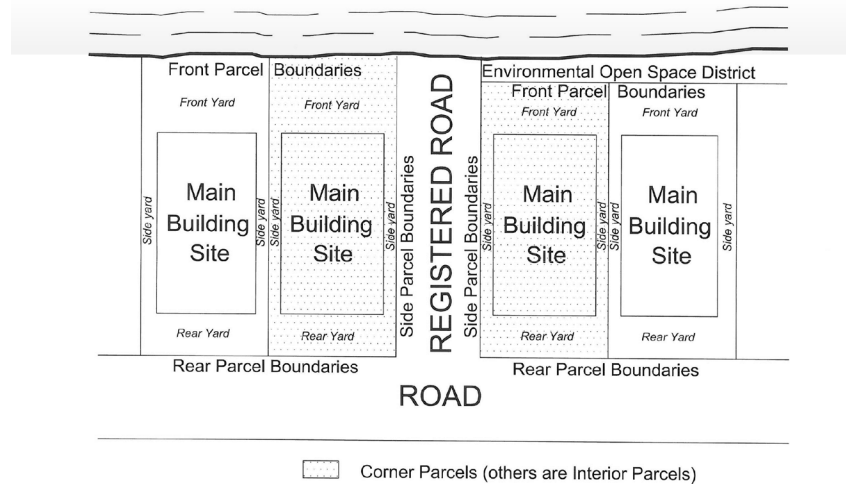 Front Parcel Boundaries
Environmental Open Space District
Front Parcel Boundaries
Front Yard
Front Yard
Front Yard
Front Yard
Side yard
Main
Building
Site
Side yard
Side yard
Main
Building
Site
Side yard
Side Parcel Boundaries
REGISTERED ROAD
Side Parcel Boundaries
Side yard
Main
Building
Site
Side yard
Side yard
Main
Building
Site
Side yard
Rear Yard
Rear Yard
Rear Yard
Rear Yard
Rear Parcel Boundaries
Rear Parcel Boundaries
ROAD
Corner Parcels (others are Interior Parcels)